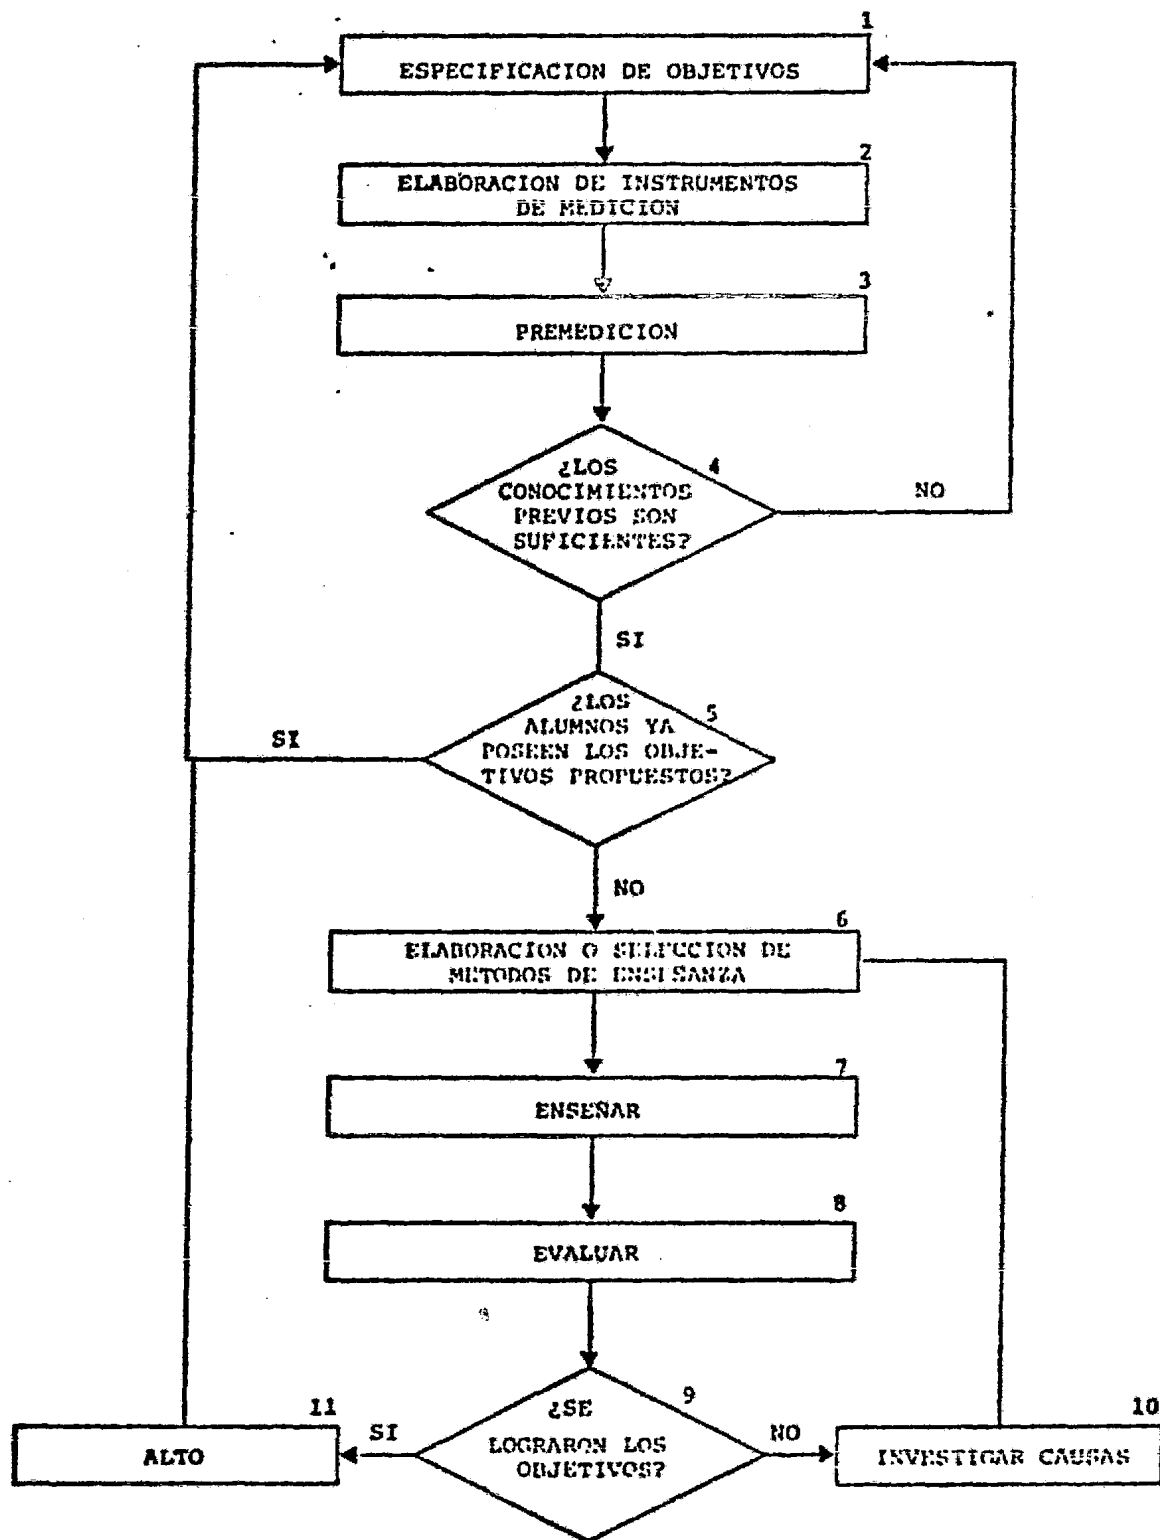 1
ESPECIFICACION DE OBJETIVOS
2
ELABORACION DE INSTRUMENTOS
DE MEDICION
3
PREMEDICION
4
¿LOS
CONOCIMIENTOS
PREVIOS SON
SUFICIENTES?
NO
SI
5
¿LOS
ALUMNOS YA
POSEEN LOS OBJE-
TIVOS PROPUESTOS?
SI
NO
6
ELABORACION O SELECCION DE
METODOS DE ENSEÑANZA
7
ENSEÑAR
8
EVALUAR
9
¿SE
LOGRARON LOS
OBJETIVOS?
SI
NO
11
ALTO
10
INVESTIGAR CAUSAS